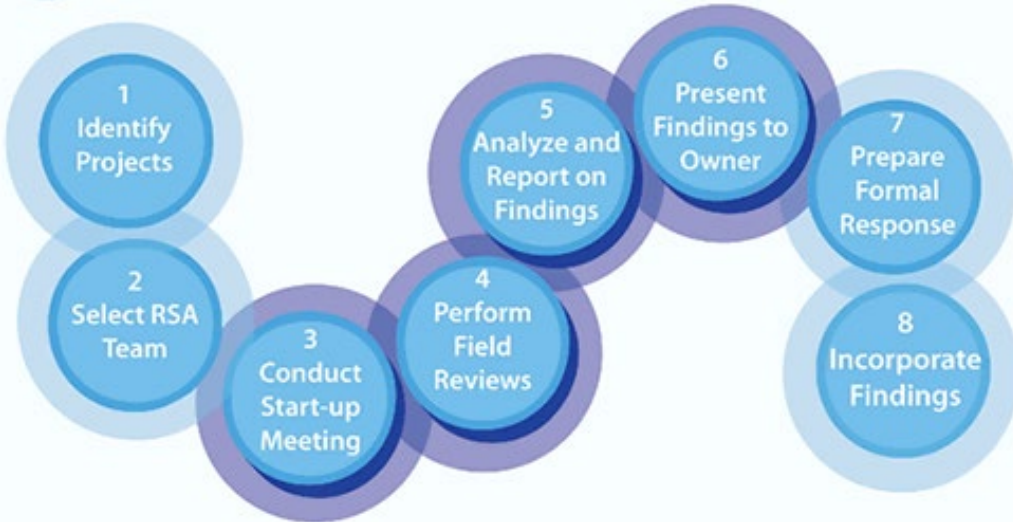 1
Identify
Projects
2
Select RSA
Team
3
Conduct
Start-up
Meeting
4
Perform
Field
Reviews
5
Analyze and
Report on
Findings
6
Present
Findings to
Owner
7
Prepare
Formal
Response
8
Incorporate
Findings